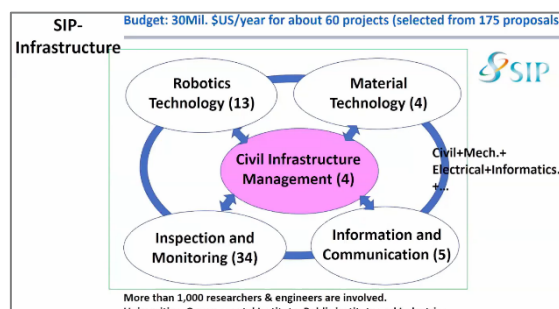 SIP-
Infrastructure
Budget: 30Mil. $US/year for about 60 projects (selected from 175 proposals)
SIP
Robotics
Technology (13)
Material
Technology (4)
Civil Infrastructure
Management (4)
Civil+Mech.+
Electrical+Informatics.
+...
Inspection and
Monitoring (34)
Information and
Communication (5)
More than 1,000 researchers & engineers are involved.